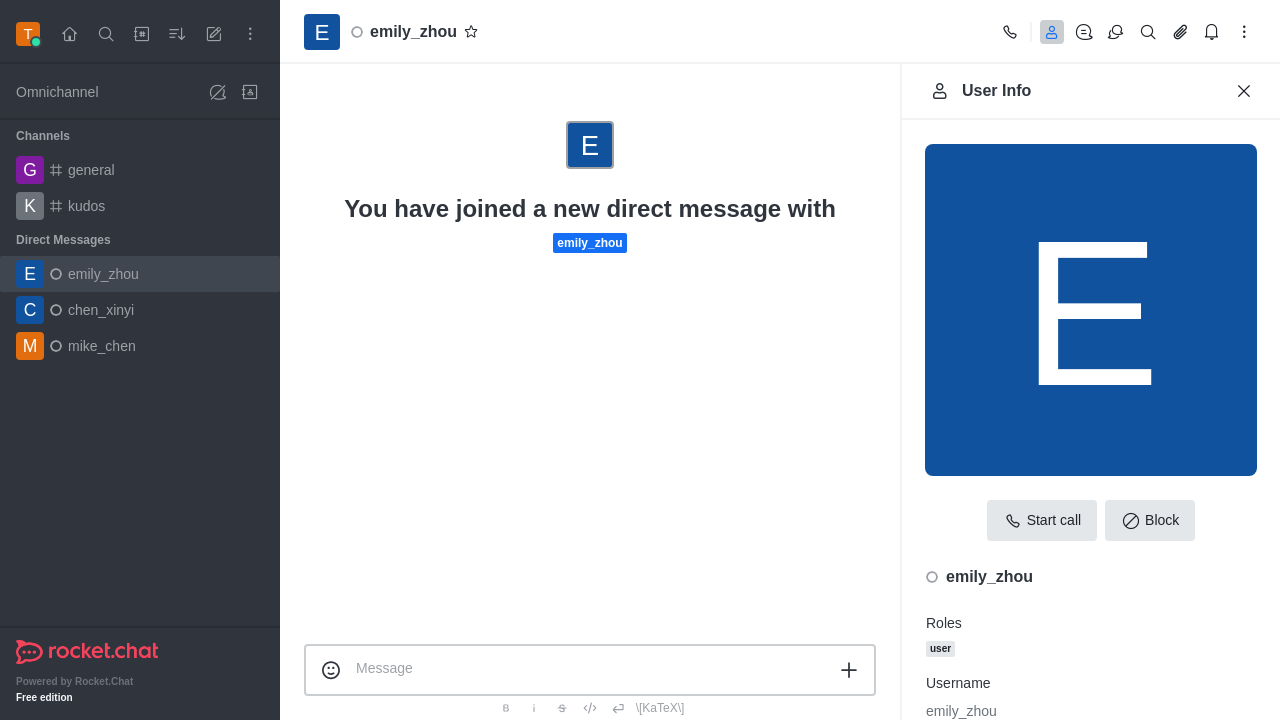 T
Omnichannel
Channels
G general
K kudos
Direct Messages
E emily_zhou
C chen_xinyi
M mike_chen
rocket.chat
Powered by Rocket.Chat
Free edition
E emily_zhou
E
You have joined a new direct message with
emily_zhou
Message
B i S \[KaTeX\]
User Info
E
Start call Block
emily_zhou
Roles
user
Username
emily_zhou